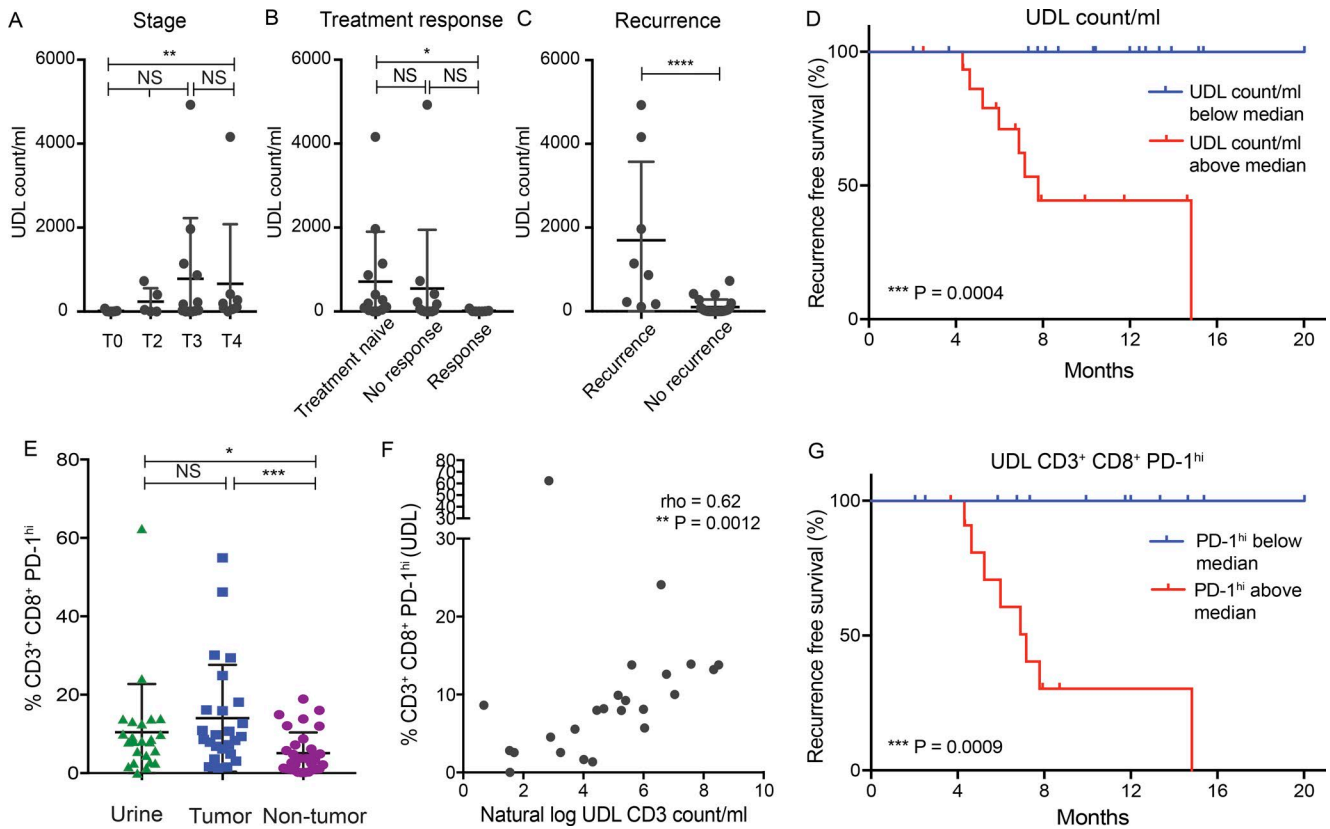 A
Stage
**
NS
NS
UDL count/ml
6000
4000
2000
0
T0
T2
T3
T4
B
Treatment response
*
NS
NS
UDL count/ml
6000
4000
2000
0
Treatment naive
No response
Response
C
Recurrence
****
UDL count/ml
6000
4000
2000
0
Recurrence
No recurrence
D
UDL count/ml
Recurrence free survival (%)
100
50
0
UDL count/ml
below median
UDL count/ml
above median
*** P = 0.0004
0
4
8
12
16
20
Months
E
*
NS
***
% CD3⁺ CD8⁺ PD-1ʰⁱ
80
60
40
20
0
Urine
Tumor
Non-tumor
F
% CD3⁺ CD8⁺ PD-1ʰⁱ (UDL)
80
70
60
50
40
30
30
20
10
0
rho = 0.62
** P = 0.0012
0
2
4
6
8
10
Natural log UDL CD3 count/ml
G
UDL CD3⁺ CD8⁺ PD-1ʰⁱ
Recurrence free survival (%)
100
50
0
PD-1ʰⁱ below
median
PD-1ʰⁱ above
median
*** P = 0.0009
0
4
8
12
16
20
Months